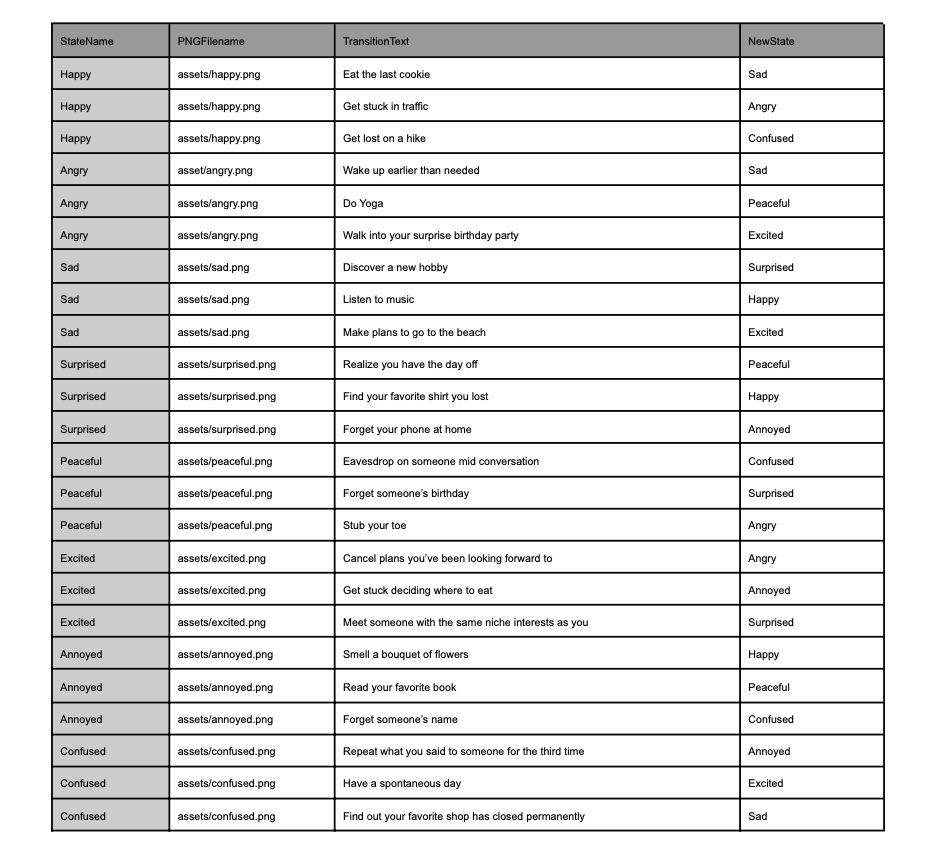 StateName PNGFilename TransitionText NewState
Happy assets/happy.png Eat the last cookie Sad
Happy assets/happy.png Get stuck in traffic Angry
Happy assets/happy.png Get lost on a hike Confused
Angry asset/angry.png Wake up earlier than needed Sad
Angry assets/angry.png Do Yoga Peaceful
Angry assets/angry.png Walk into your surprise birthday party Excited
Sad assets/sad.png Discover a new hobby Surprised
Sad assets/sad.png Listen to music Happy
Sad assets/sad.png Make plans to go to the beach Excited
Surprised assets/surprised.png Realize you have the day off Peaceful
Surprised assets/surprised.png Find your favorite shirt you lost Happy
Surprised assets/surprised.png Forget your phone at home Annoyed
Peaceful assets/peaceful.png Eavesdrop on someone mid conversation Confused
Peaceful assets/peaceful.png Forget someone’s birthday Surprised
Peaceful assets/peaceful.png Stub your toe Angry
Excited assets/excited.png Cancel plans you’ve been looking forward to Angry
Excited assets/excited.png Get stuck deciding where to eat Annoyed
Excited assets/excited.png Meet someone with the same niche interests as you Surprised
Annoyed assets/annoyed.png Smell a bouquet of flowers Happy
Annoyed assets/annoyed.png Read your favorite book Peaceful
Annoyed assets/annoyed.png Forget someone’s name Confused
Confused assets/confused.png Repeat what you said to someone for the third time Annoyed
Confused assets/confused.png Have a spontaneous day Excited
Confused assets/confused.png Find out your favorite shop has closed permanently Sad